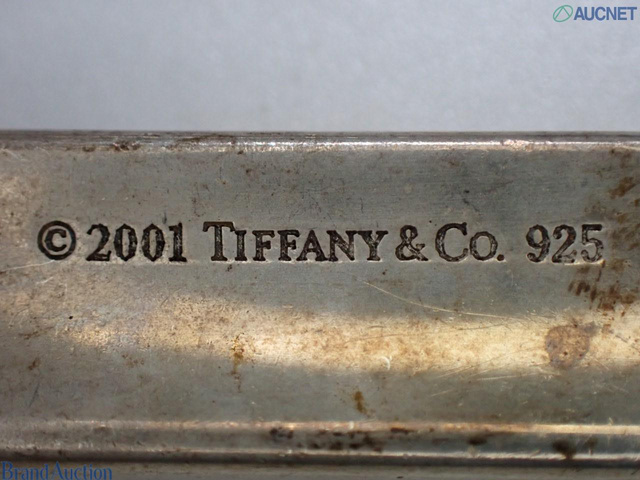 AUCNET
© 2001 TIFFANY & CO. 925
Brand Auction